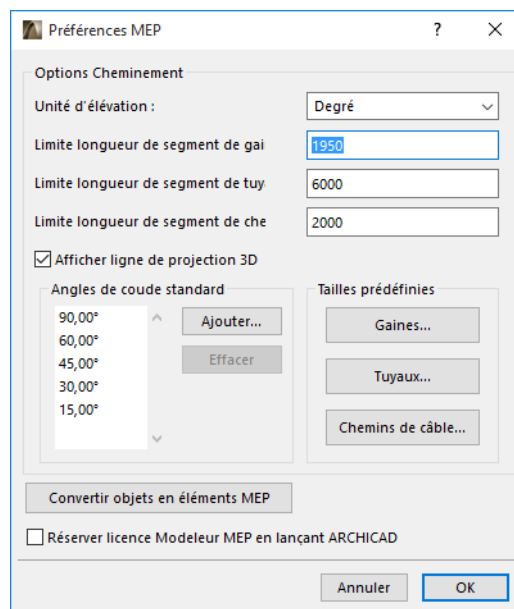 Préférences MEP
Options Cheminement
Unité d'élévation : Degré
Limite longueur de segment de gai 1950
Limite longueur de segment de tuy 6000
Limite longueur de segment de che 2000
Afficher ligne de projection 3D
Angles de coude standard
90,00°
60,00°
45,00°
30,00°
15,00°
Ajouter...
Effacer
Tailles prédéfinies
Gaines...
Tuyaux...
Chemins de câble...
Convertir objets en éléments MEP
Réserver licence Modeleur MEP en lançant ARCHICAD
Annuler OK